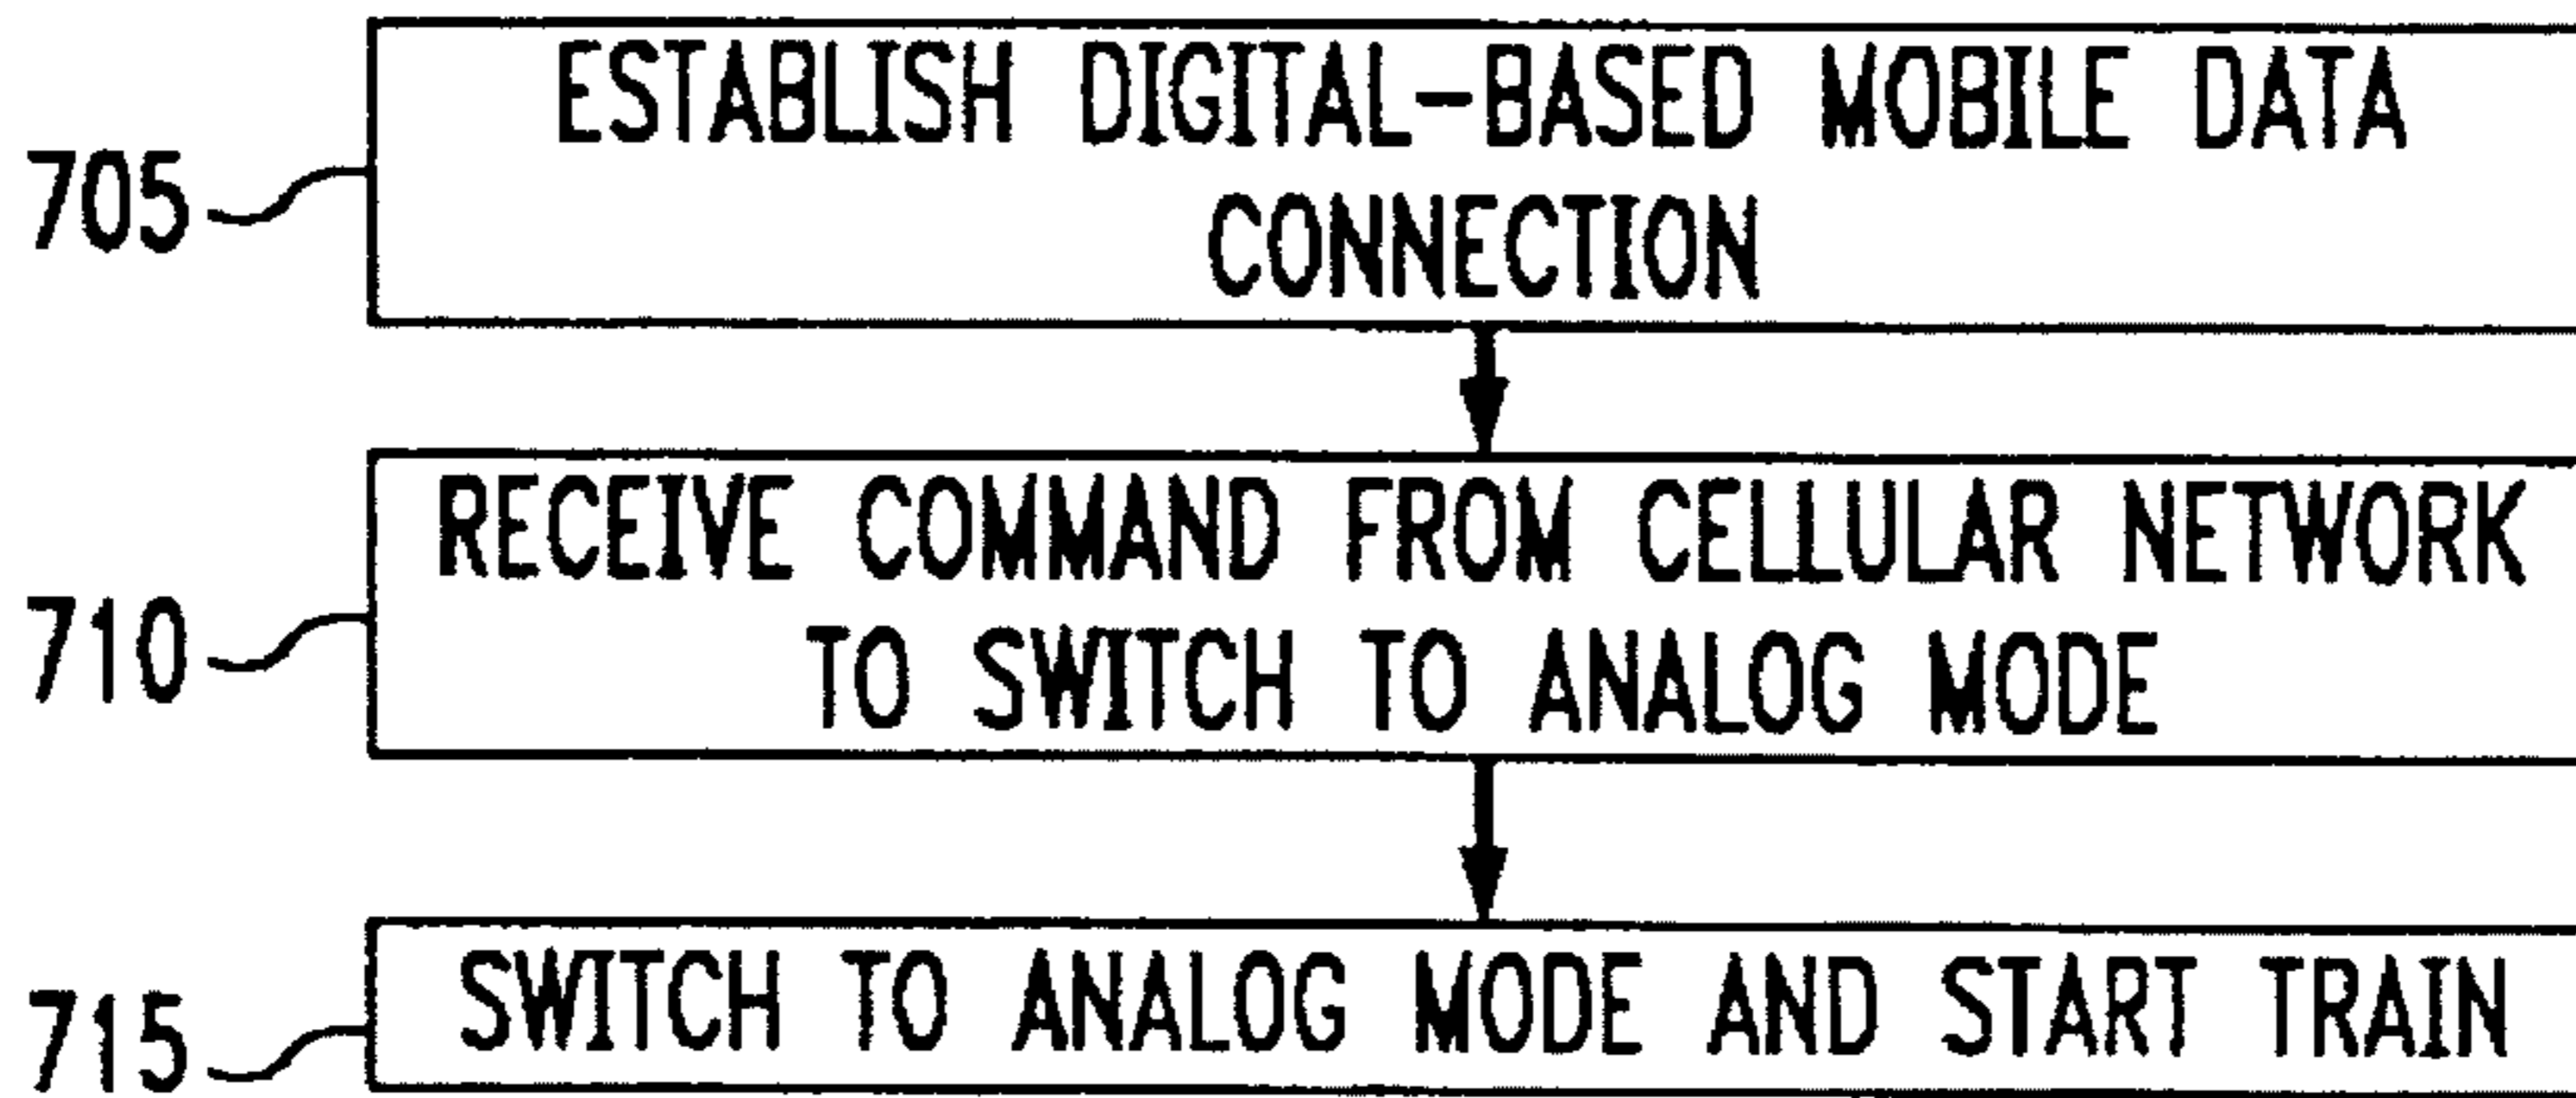 ESTABLISH DIGITAL-BASED MOBILE DATA
CONNECTION
705
RECEIVE COMMAND FROM CELLULAR NETWORK
TO SWITCH TO ANALOG MODE
710
SWITCH TO ANALOG MODE AND START TRAIN
715